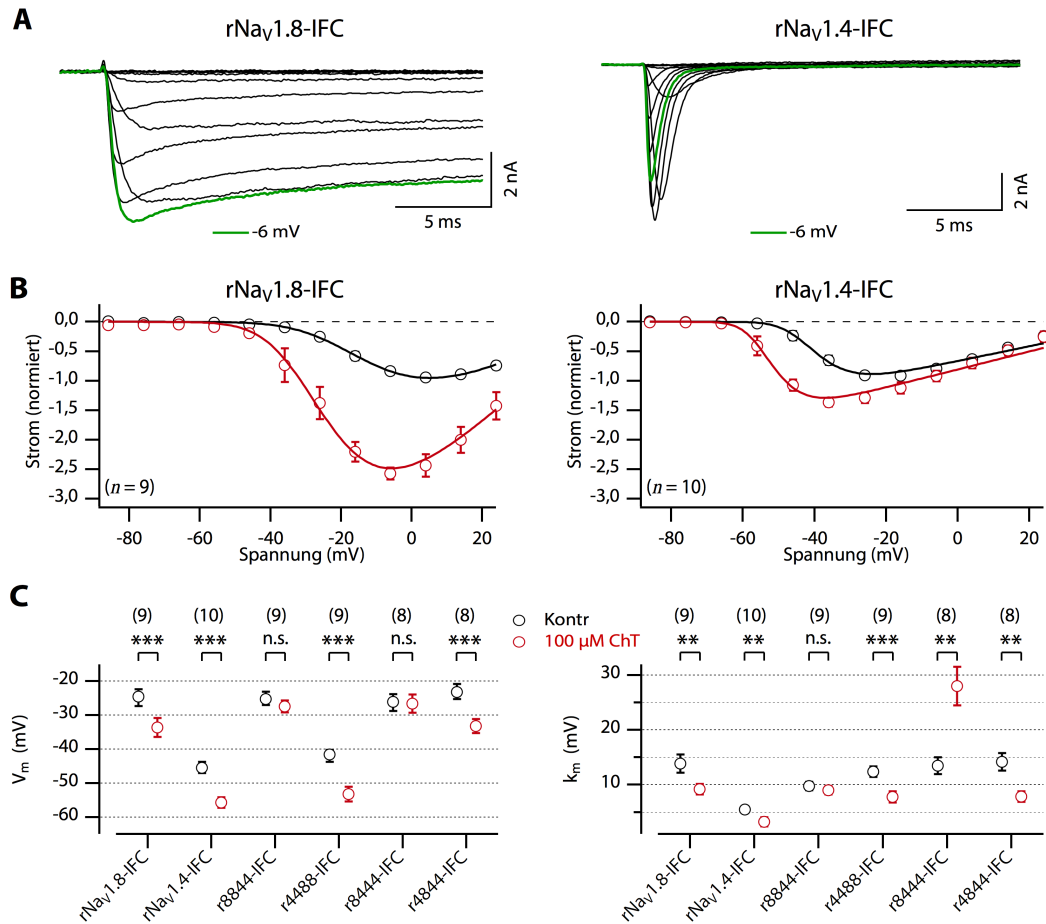 A
rNaV1.8-IFC
rNaV1.4-IFC
2 nA
5 ms
-6 mV
2 nA
5 ms
-6 mV
B
rNaV1.8-IFC
rNaV1.4-IFC
Strom (normiert)
0,0
-0,5
-1,0
-1,5
-2,0
-2,5
-3,0
(n = 9)
-80 -60 -40 -20 0 20
Spannung (mV)
Strom (normiert)
0,0
-0,5
-1,0
-1,5
-2,0
-2,5
-3,0
(n = 10)
-80 -60 -40 -20 0 20
Spannung (mV)
C
(9) (10) (9) (9) (8) (8)
*** *** n.s. *** n.s. ***
Kontr
100 µM ChT
(9) (10) (9) (9) (8) (8)
** ** n.s. *** ** **
Vm (mV)
-20
-30
-40
-50
-60
rNaV1.8-IFC
rNaV1.4-IFC
r8844-IFC
r4488-IFC
r8444-IFC
r4844-IFC
km (mV)
30
20
10
rNaV1.8-IFC
rNaV1.4-IFC
r8844-IFC
r4488-IFC
r8444-IFC
r4844-IFC